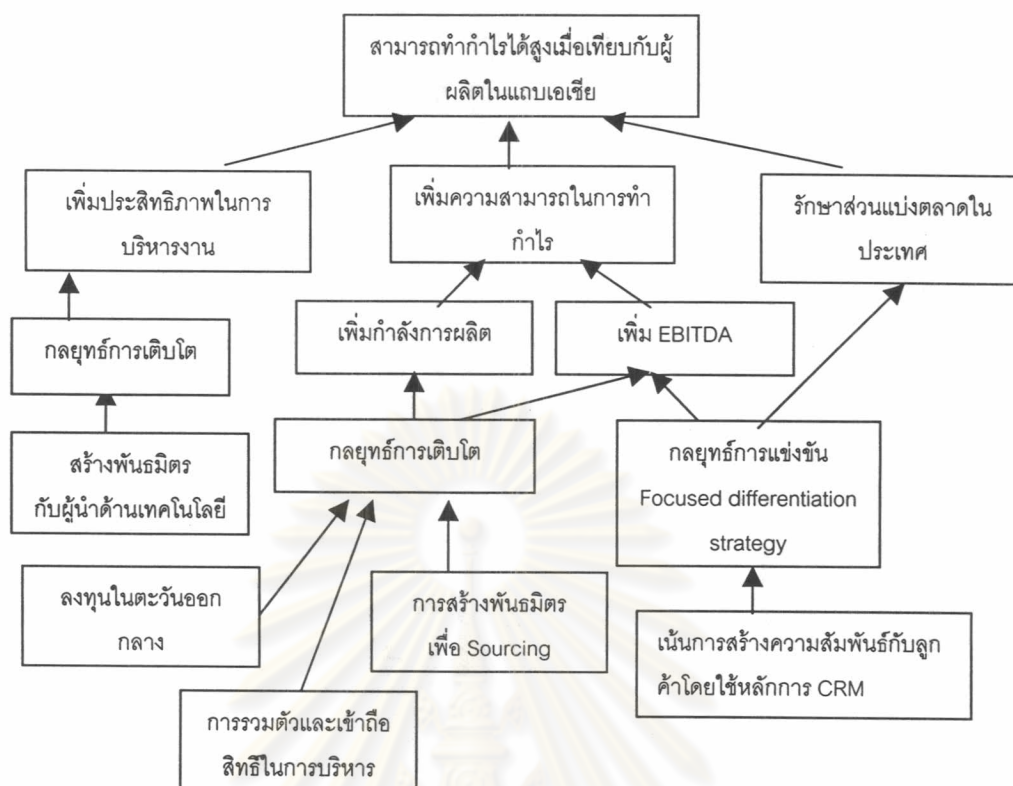 สามารถทำกำไรได้สูงเมื่อเทียบกับผู้
ผลิตในแถบเอเชีย
เพิ่มประสิทธิภาพในการ
บริหารงาน
เพิ่มความสามารถในการทำ
กำไร
รักษาส่วนแบ่งตลาดใน
ประเทศ
กลยุทธ์การเติบโต
เพิ่มกำลังการผลิต
เพิ่ม EBITDA
สร้างพันธมิตร
กับผู้นำด้านเทคโนโลยี
กลยุทธ์การเติบโต
กลยุทธ์การแข่งขัน
Focused differentiation
strategy
ลงทุนในตะวันออก
กลาง
การสร้างพันธมิตร
เพื่อ Sourcing
เน้นการสร้างความสัมพันธ์กับลูก
ค้าโดยใช้หลักการ CRM
การรวมตัวและเข้าถือ
สิทธิในการบริหาร